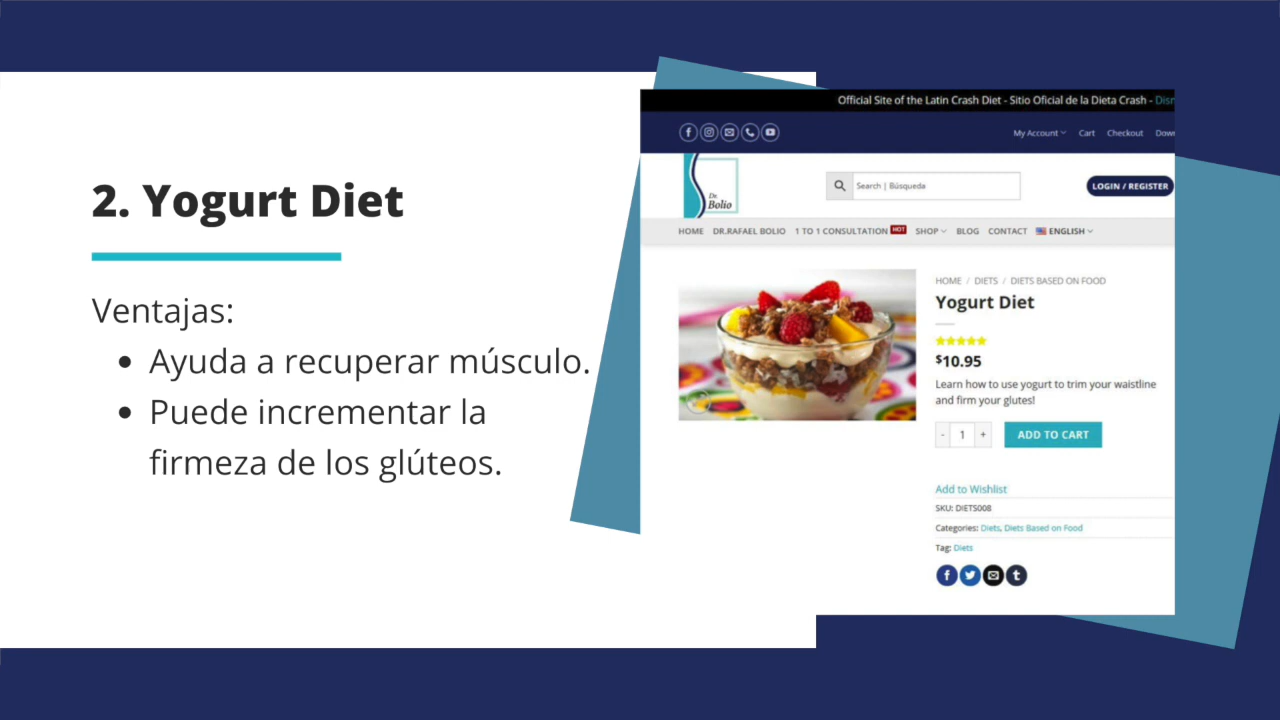 2. Yogurt Diet
Ventajas:
• Ayuda a recuperar músculo.
• Puede incrementar la
firmeza de los glúteos.
Official Site of the Latin Crash Diet - Sitio Oficial de la Dieta Crash -
My Account
Cart
Checkout
Dr.
Bolio
Search | Búsqueda
LOGIN / REGISTER
HOME DR.RAFAEL BOLIO 1 TO 1 CONSULTATION HOT SHOP BLOG CONTACT ENGLISH
HOME / DIETS / DIETS BASED ON FOOD
Yogurt Diet
$10.95
Learn how to use yogurt to trim your waistline
and firm your glutes!
- 1 +
ADD TO CART
Add to Wishlist
SKU: DIETS008
Categories: Diets, Diets Based on Food
Tag: Diets